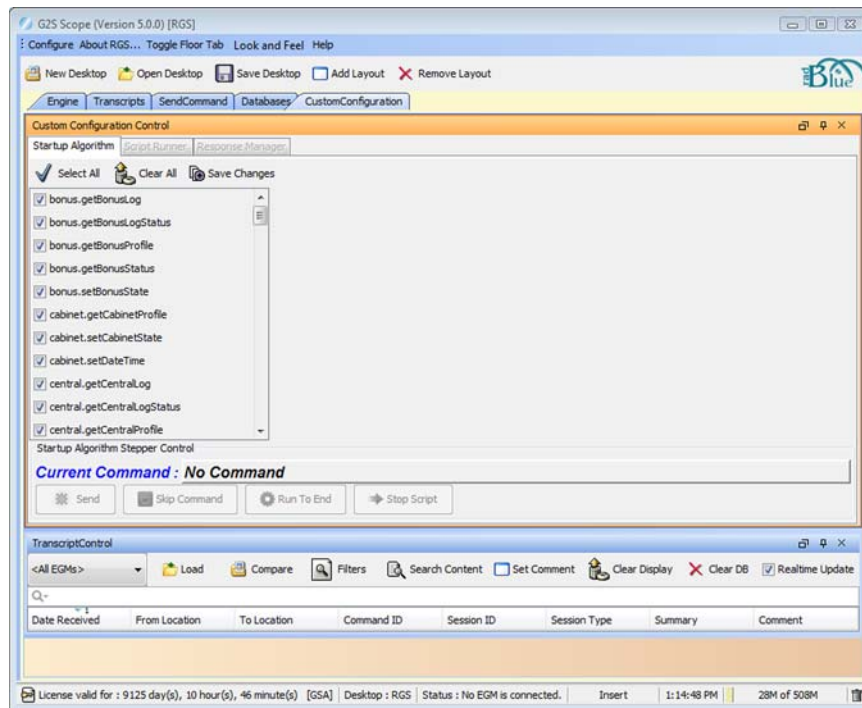 G2S Scope (Version 5.0.0) [RGS]
Configure About RGS... Toggle Floor Tab Look and Feel Help
New Desktop Open Desktop Save Desktop Add Layout Remove Layout
rad Blue
Engine Transcripts SendCommand Databases CustomConfiguration
Custom Configuration Control
Startup Algorithm Script Runner Response Manager
Select All Clear All Save Changes
bonus.getBonusLog
bonus.getBonusLogStatus
bonus.getBonusProfile
bonus.getBonusStatus
bonus.setBonusState
cabinet.getCabinetProfile
cabinet.setCabinetState
cabinet.setDateTime
central.getCentralLog
central.getCentralLogStatus
central.getCentralProfile
Startup Algorithm Stepper Control
Current Command : No Command
Send Skip Command Run To End Stop Script
TranscriptControl
<All EGMs> Load Compare Filters Search Content Set Comment Clear Display Clear DB Realtime Update
1
Date Received From Location To Location Command ID Session ID Session Type Summary Comment
License valid for : 9125 day(s), 10 hour(s), 46 minute(s) [GSA] Desktop : RGS Status : No EGM is connected. Insert 1:14:48 PM 28M of 508M